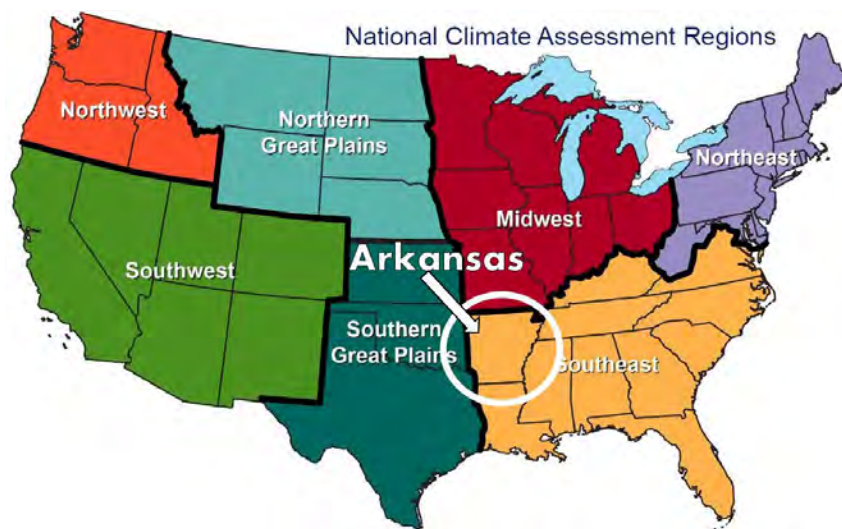 National Climate Assessment Regions
Northwest
Northern
Great Plains
Northeast
Midwest
Arkansas
Southwest
Southern
Great Plains
Southeast